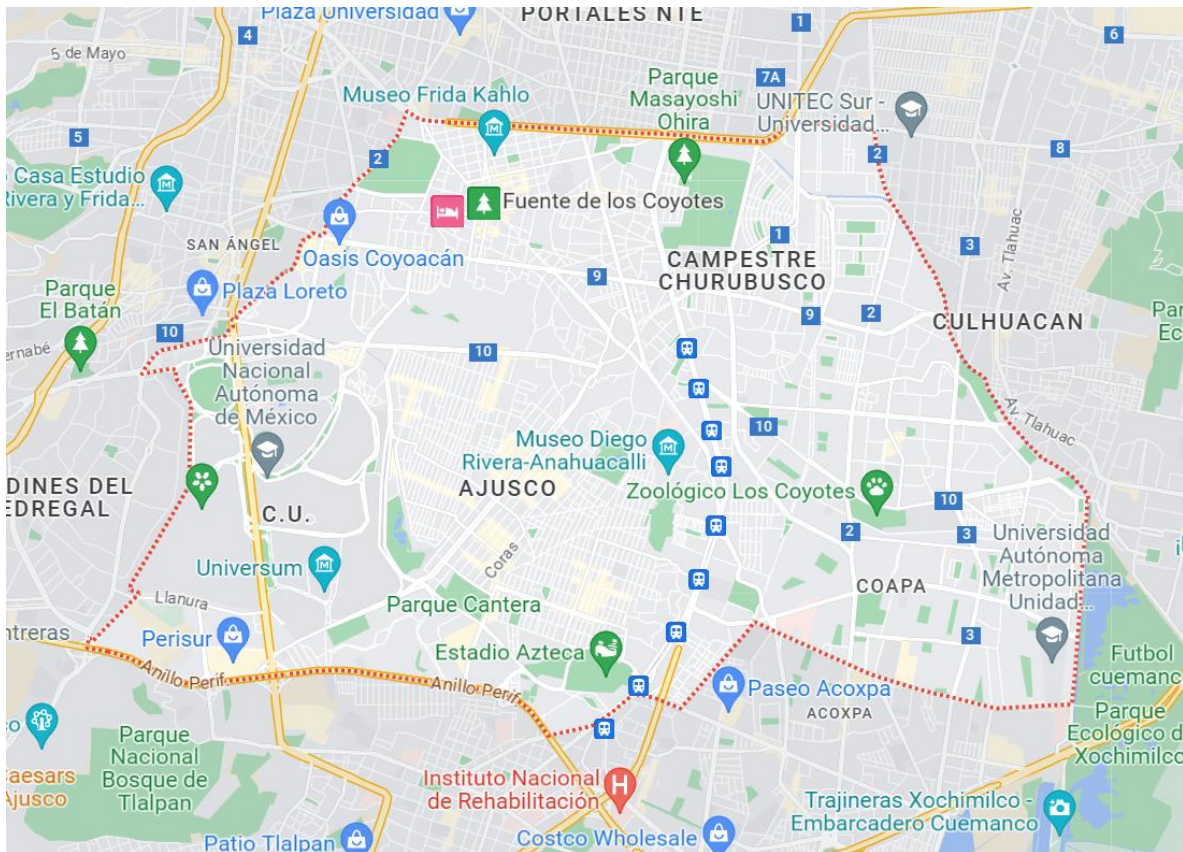 Plaza Universidad
PORTALES NTE
4
1
6
5 de Mayo
7A
Parque
Masayoshi
Ohira
Museo Frida Kahlo
UNITEC Sur -
Universidad...
5
8
2
2
Casa Estudio
Rivera y Frida...
Fuente de los Coyotes
Av. Tlahuac
SAN ÁNGEL
1
3
Oasis Coyoacán
CAMPESTRE
CHURUBUSCO
9
Parque
El Batán
Plaza Loreto
9
2
CULHUACAN
10
Universidad
Nacional
Autónoma
de México
10
Av. Tlahuac
10
Museo Diego
Rivera-Anahuacalli
DINES DEL
EDREGAL
AJUSCO
Zoológico Los Coyotes
10
C.U.
2
3
Universidad
Autónoma
Metropolitana
Unidad...
Universum
Coras
COAPA
Llanura
Parque Cantera
ntreras
Perisur
3
Estadio Azteca
Futbol
cuemanc
Anillo Perif.
Anillo Perif.
Paseo Acoxpa
ACOXPA
Parque
Ecológico d
Xochimilco
Parque
Nacional
Bosque de
Tlalpan
co
Caesars
Ajusco
Instituto Nacional
de Rehabilitación
H
Trajineras Xochimilco -
Embarcadero Cuemanco
Patio Tlalpan
Costco Wholesale